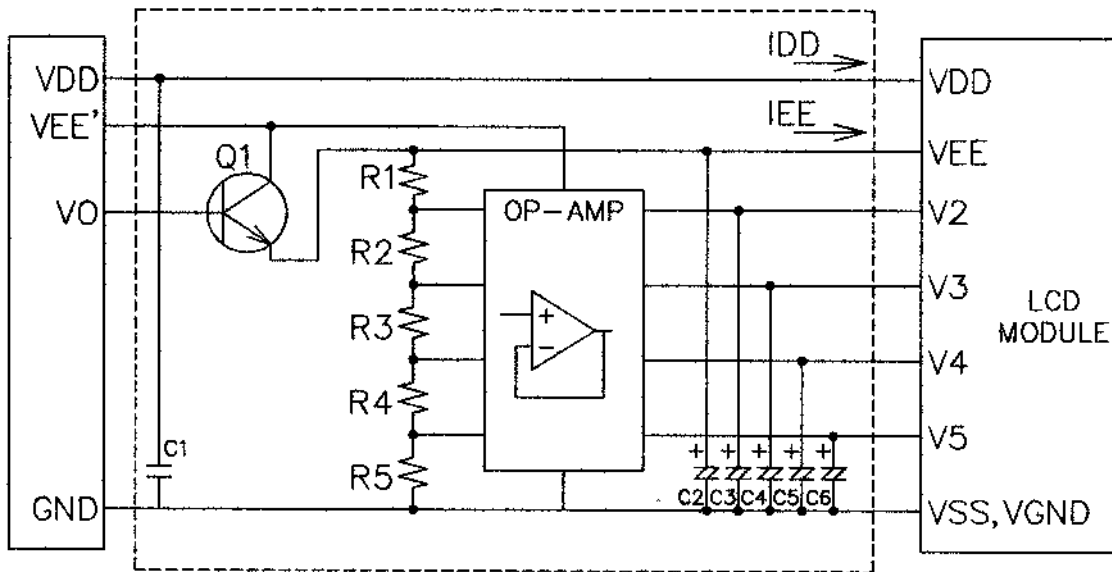 IDD
VDD
VDD
VEE'
IEE
Q1
VEE
R1
VO
OP-AMP
V2
R2
V3
LCD
MODULE
R3
+
−
V4
R4
V5
C1
R5
+ + + + +
C2 C3 C4 C5 C6
GND
VSS, VGND